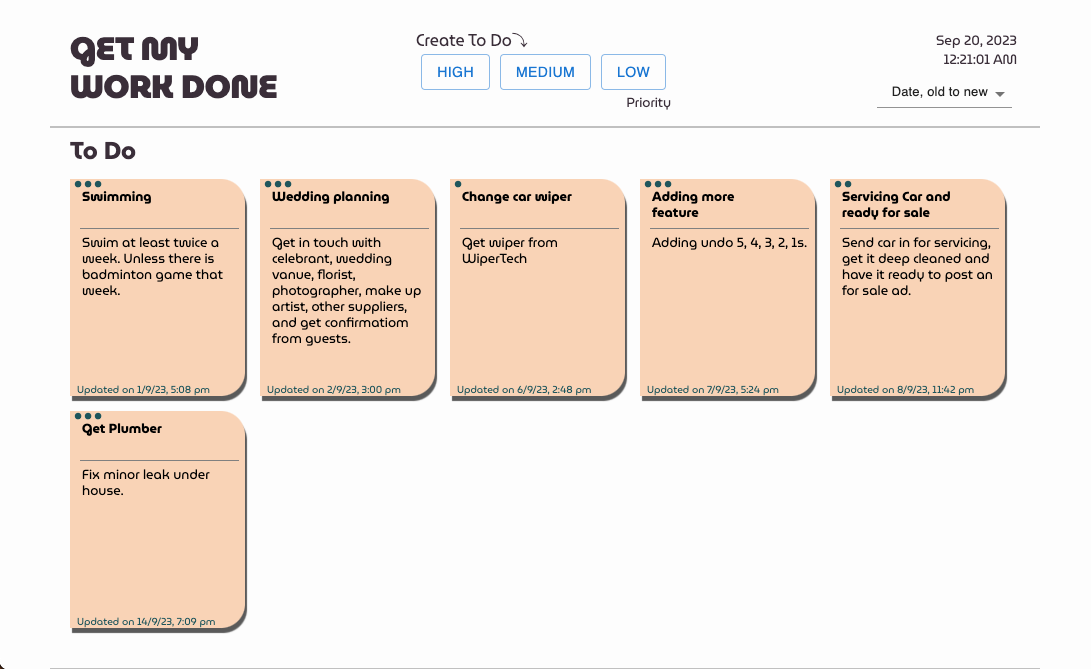 GET MY
WORK DONE
Create To Do
HIGH
MEDIUM
LOW
Priority
Sep 20, 2023
12:21:01 AM
Date, old to new
To Do
Swimming
Swim at least twice a
week. Unless there is
badminton game that
week.
Updated on 1/9/23, 5:08 pm
Wedding planning
Get in touch with
celebrant, wedding
vanue, florist,
photographer, make up
artist, other suppliers,
and get confirmatiom
from guests.
Updated on 2/9/23, 3:00 pm
Change car wiper
Get wiper from
WiperTech
Updated on 6/9/23, 2:48 pm
Adding more
feature
Adding undo 5, 4, 3, 2, 1s.
Updated on 7/9/23, 5:24 pm
Servicing Car and
ready for sale
Send car in for servicing,
get it deep cleaned and
have it ready to post an
for sale ad.
Updated on 8/9/23, 11:42 pm
Get Plumber
Fix minor leak under
house.
Updated on 14/9/23, 7:09 pm